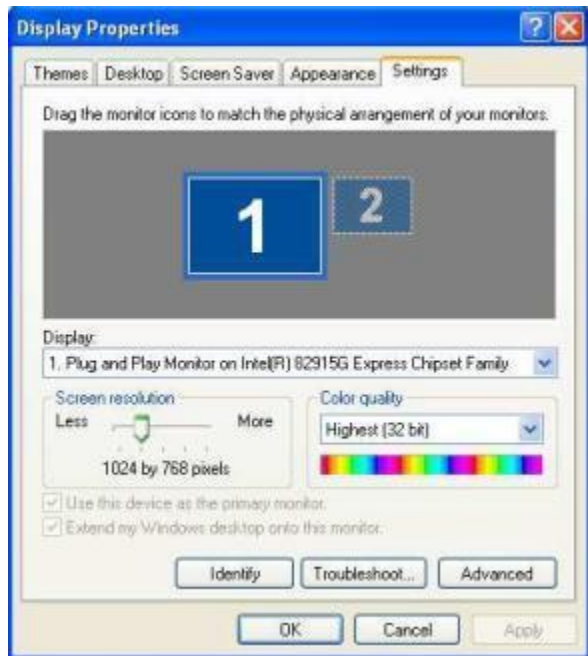 Display Properties
Themes Desktop Screen Saver Appearance Settings
Drag the monitor icons to match the physical arrangement of your monitors.
1 2
Display:
1. Plug and Play Monitor on Intel(R) 82915G Express Chipset Family
Screen resolution Color quality
Less More Highest (32 bit)
1024 by 768 pixels
Use this device as the primary monitor.
Extend my Windows desktop onto this monitor.
Identify Troubleshoot... Advanced
OK Cancel Apply